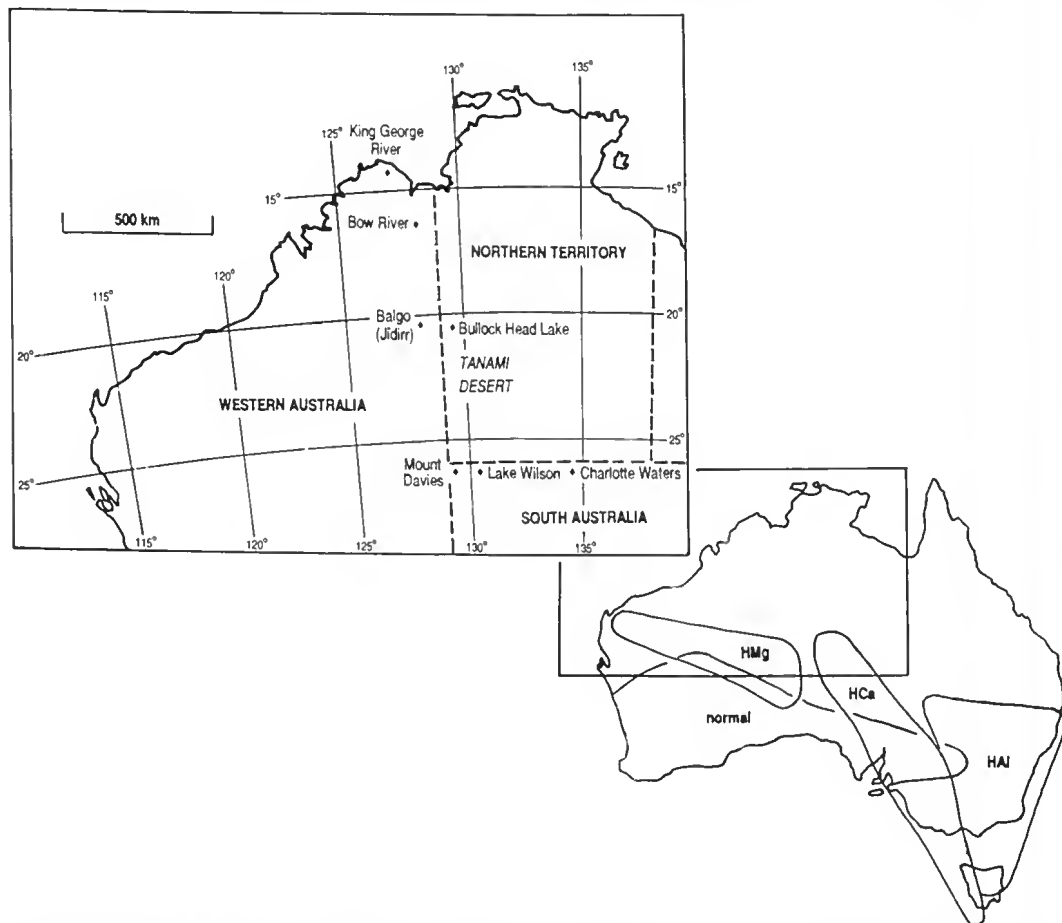 130°
135°
125°
King George
River
15°
15°
500 km
Bow River
NORTHERN TERRITORY
120°
115°
Balgo
(Jidirr)
20°
Bullock Head Lake
20°
TANAMI
DESERT
WESTERN AUSTRALIA
25°
Mount
Davies
Lake Wilson
Charlotte Waters
25°
SOUTH AUSTRALIA
115°
120°
125°
130°
135°
HMg
HCa
normal
HAl